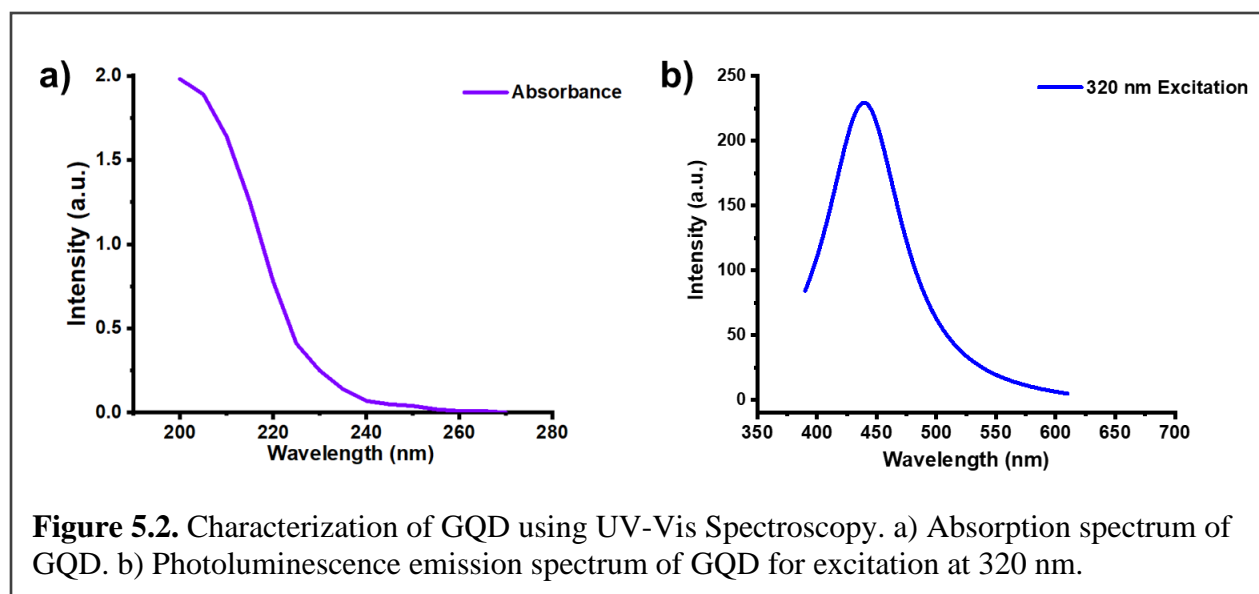 a)
Absorbance
Intensity (a.u.)
2.0
1.5
1.0
0.5
0.0
200 220 240 260 280
Wavelength (nm)
b)
320 nm Excitation
Intensity (a.u.)
250
200
150
100
50
0
350 400 450 500 550 600 650 700
Wavelength (nm)
Figure 5.2. Characterization of GQD using UV-Vis Spectroscopy. a) Absorption spectrum of
GQD. b) Photoluminescence emission spectrum of GQD for excitation at 320 nm.